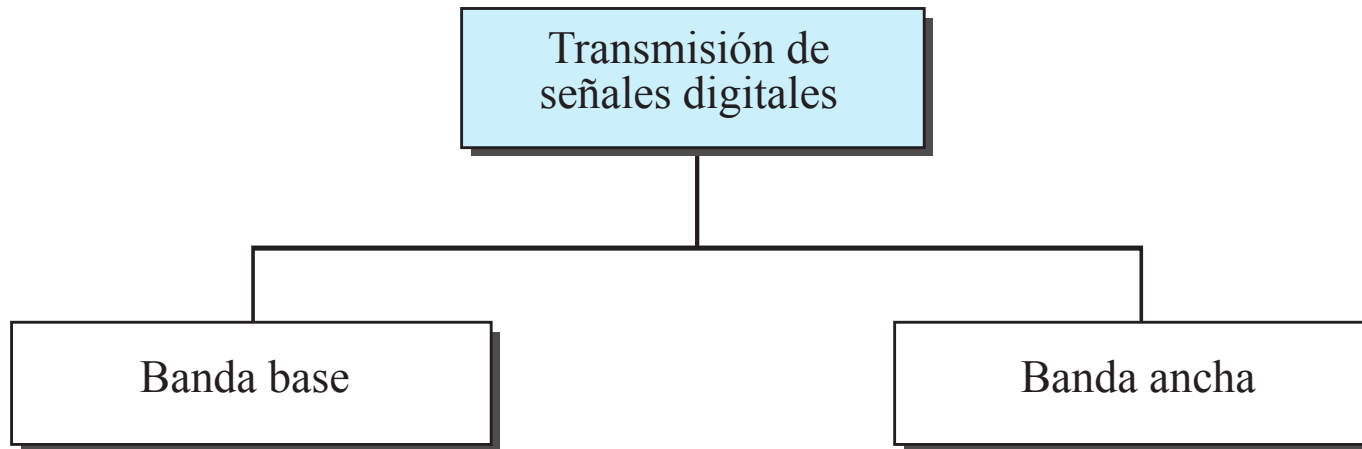 Transmisión de
señales digitales
Banda base
Banda ancha